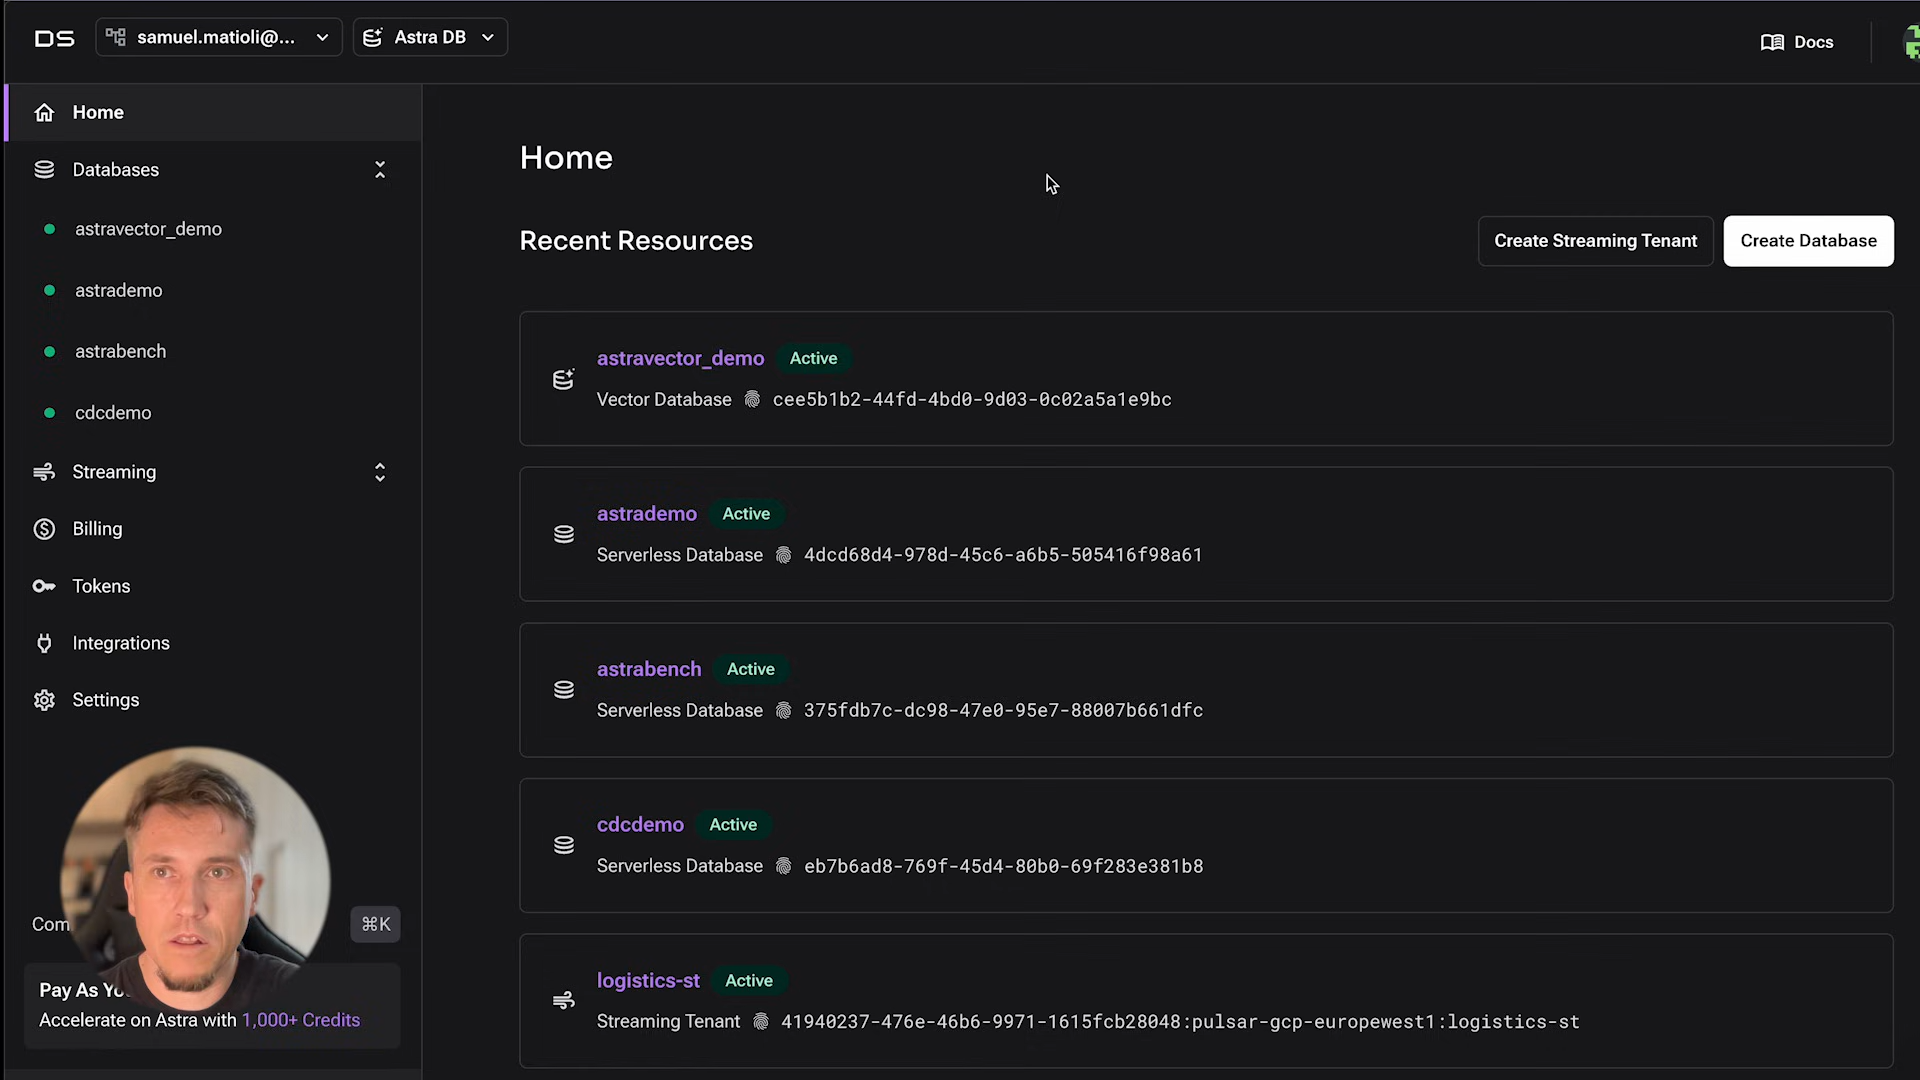 DS
samuel.matioli@...
Astra DB
Docs
Home
Databases
astravector_demo
astrademo
astrabench
cdcdemo
Streaming
Billing
Tokens
Integrations
Settings
Com
⌘K
Pay As Yo
Accelerate on Astra with 1,000+ Credits
Home
Recent Resources
Create Streaming Tenant
Create Database
astravector_demo Active
Vector Database cee5b1b2-44fd-4bd0-9d03-0c02a5a1e9bc
astrademo Active
Serverless Database 4dcd68d4-978d-45c6-a6b5-505416f98a61
astrabench Active
Serverless Database 375fdb7c-dc98-47e0-95e7-88007b661dfc
cdcdemo Active
Serverless Database eb7b6ad8-769f-45d4-80b0-69f283e381b8
logistics-st Active
Streaming Tenant 41940237-476e-46b6-9971-1615fcb28048:pulsar-gcp-europewest1:logistics-st